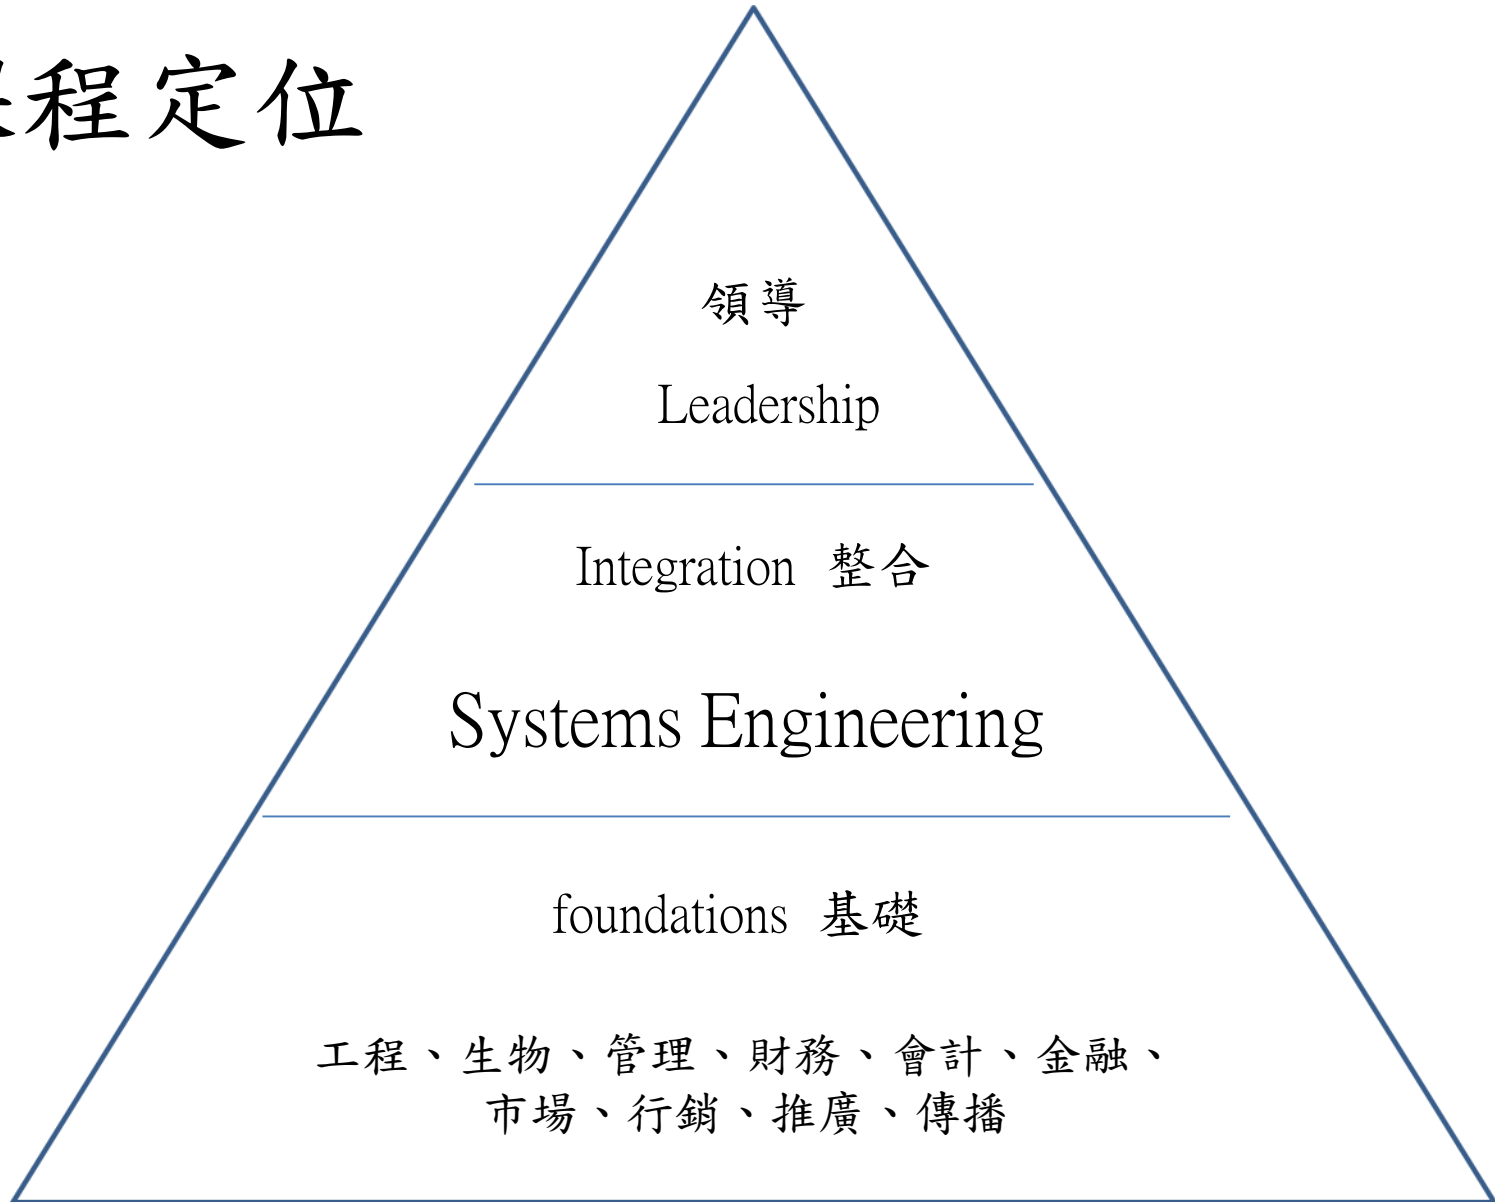 程定位
領導
Leadership
Integration 整合
Systems Engineering
foundations 基礎
工程、生物、管理、財務、會計、金融、
市場、行銷、推廣、傳播